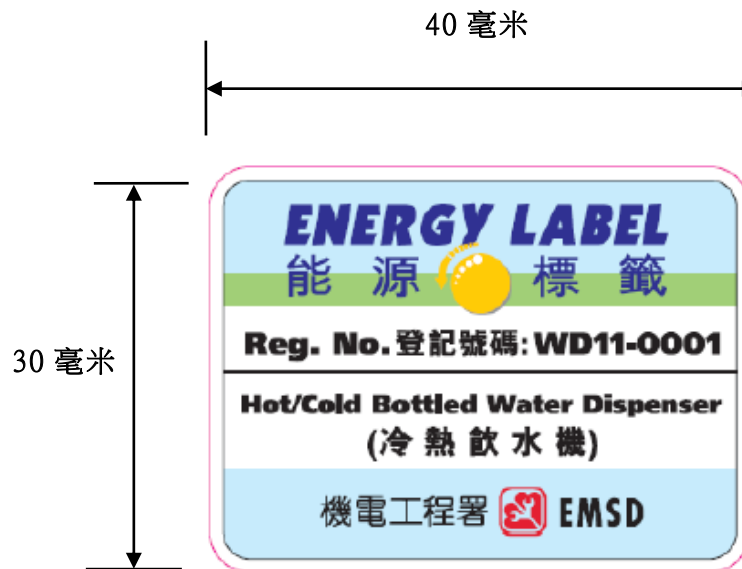 40 毫米
ENERGY LABEL
能源標籤
30 毫米
Reg. No.登記號碼:WD11-0001
Hot/Cold Bottled Water Dispenser
(冷熱飲水機)
機電工程署 EMSD